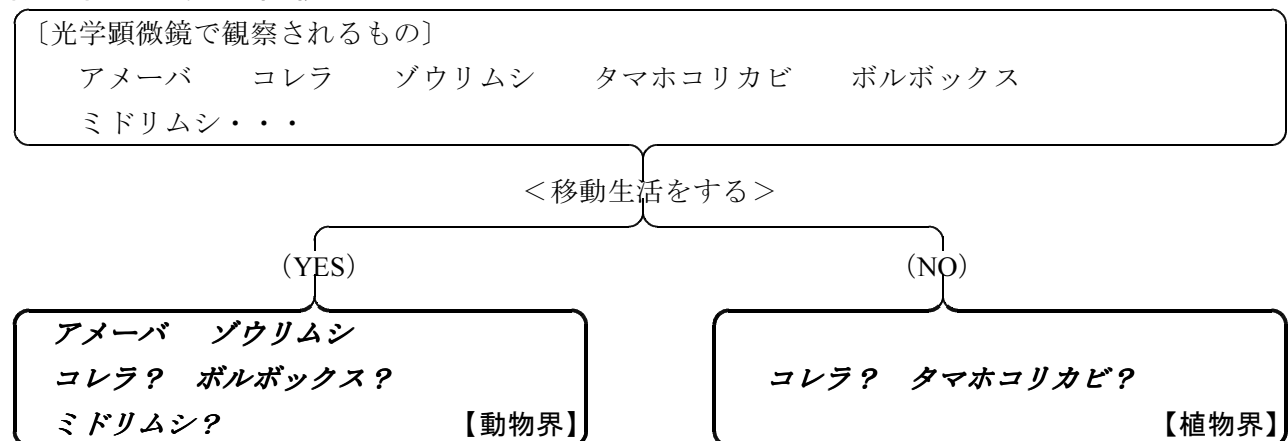 〔光学顕微鏡で観察されるもの〕
アメーバ　コレラ　ゾウリムシ　タマホコリカビ　ボルボックス
ミドリムシ・・・
＜移動生活をする＞
（YES）　（NO）
アメーバ　ゾウリムシ
コレラ？　ボルボックス？
ミドリムシ？　【動物界】
コレラ？　タマホコリカビ？
【植物界】